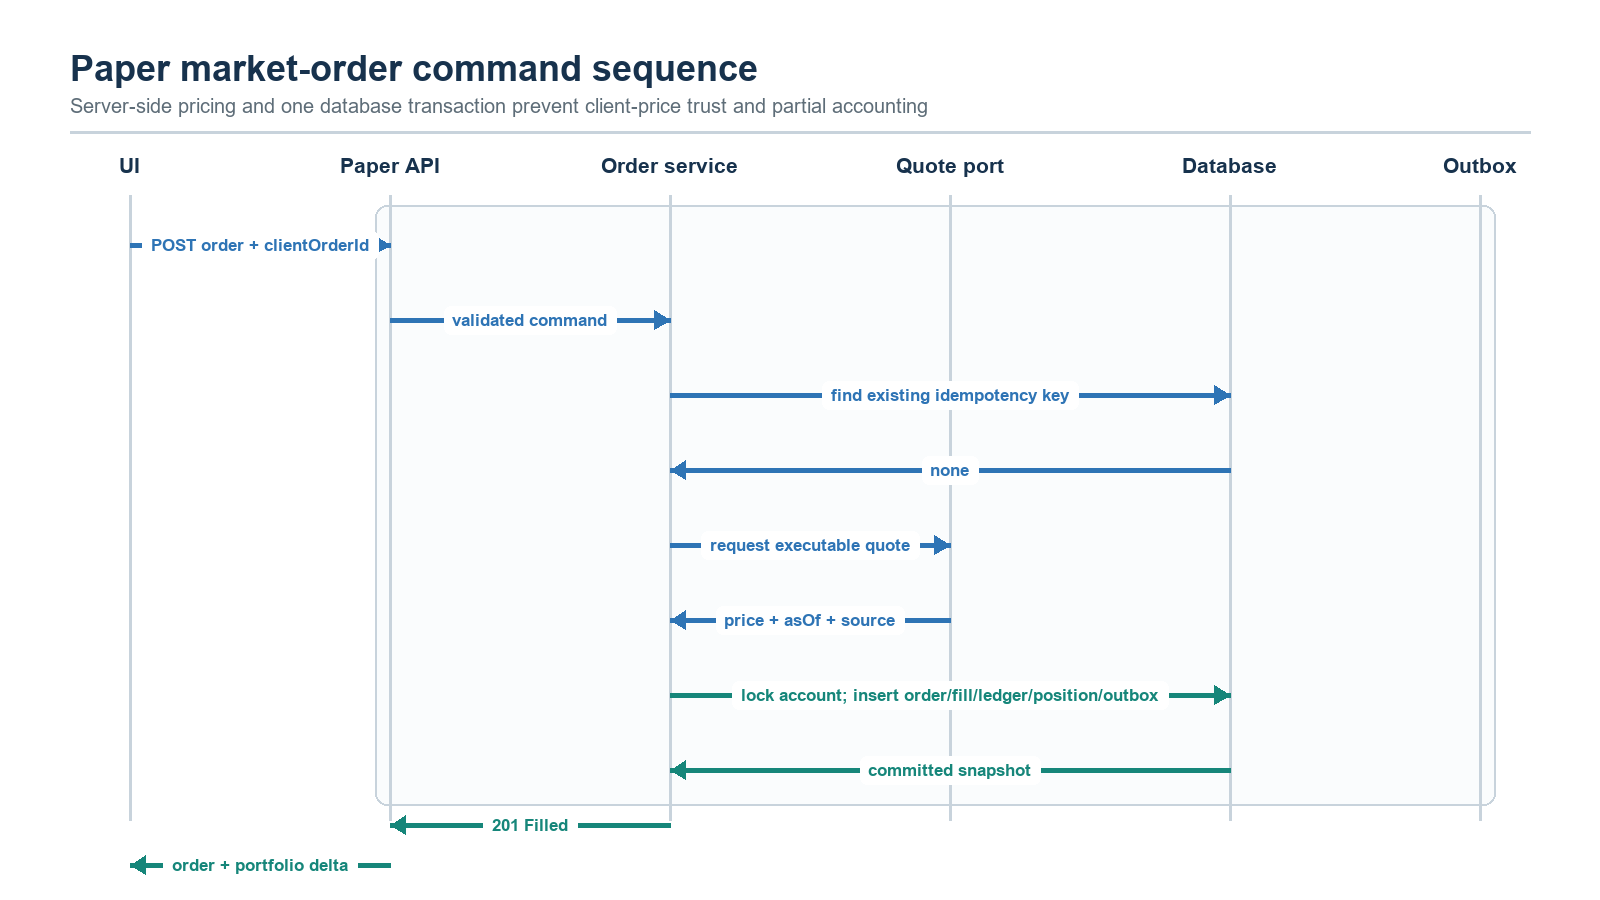 Paper market-order command sequence
Server-side pricing and one database transaction prevent client-price trust and partial accounting
UI
Paper API
Order service
Quote port
Database
Outbox
POST order + clientOrderId
validated command
find existing idempotency key
none
request executable quote
price + asOf + source
lock account; insert order/fill/ledger/position/outbox
committed snapshot
201 Filled
order + portfolio delta